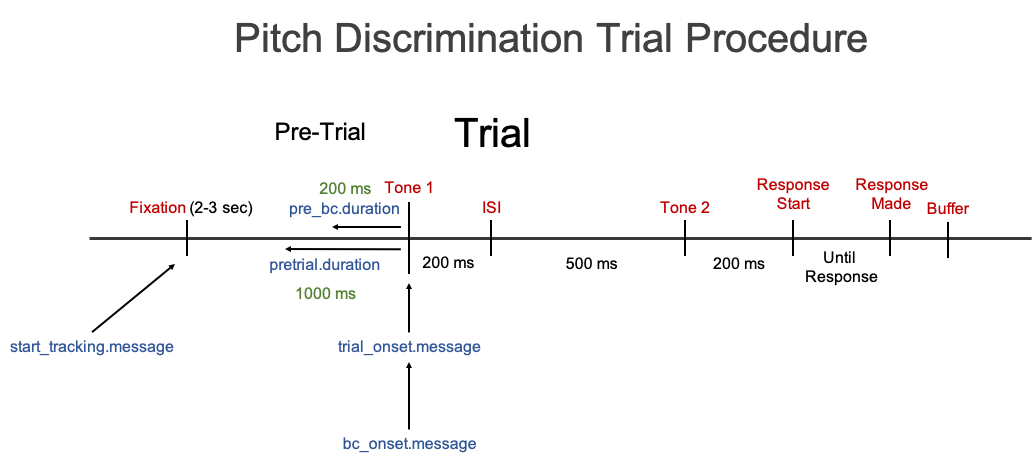 Pitch Discrimination Trial Procedure
Pre-Trial
Trial
200 ms
Tone 1
Response
Start
Response
Made
Fixation (2-3 sec)
pre_bc.duration
ISI
Tone 2
Buffer
pretrial.duration
200 ms
500 ms
200 ms
Until
Response
1000 ms
start_tracking.message
trial_onset.message
bc_onset.message